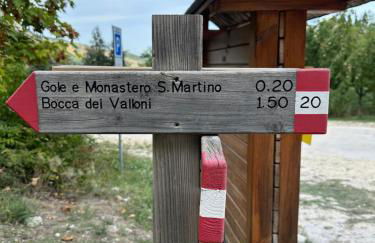 P
Gole e Monastero S.Martino 0.20
Bocca dei Valloni 1.50
20